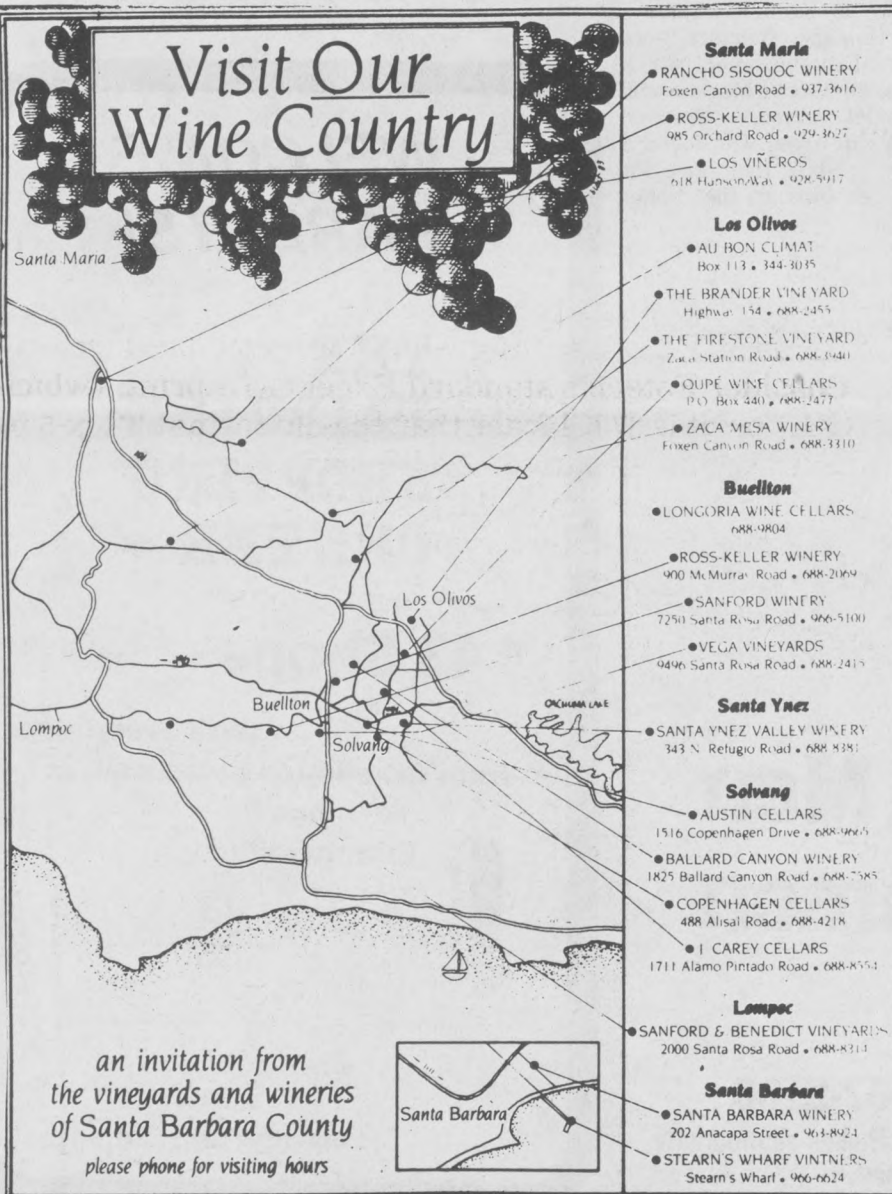 Visit Our
Wine Country
Santa Maria
Los Olivos
Buellton
Lompoc
Solvang
CACHUMA LAKE
an invitation from
the vineyards and wineries
of Santa Barbara County
please phone for visiting hours
Santa Barbara
Santa Maria
RANCHO SISQUOC WINERY
Foxen Canyon Road • 937-3616
ROSS-KELLER WINERY
985 Orchard Road • 929-3627
LOS VIÑEROS
618 Hanson Way • 928-5917
Los Olivos
AU BON CLIMAT
Box 113 • 344-3035
THE BRANDER VINEYARD
Highway 154 • 688-2455
THE FIRESTONE VINEYARD
Zaca Station Road • 688-3940
QUPÉ WINE CELLARS
P.O. Box 440 • 688-2477
ZACA MESA WINERY
Foxen Canyon Road • 688-3310
Buellton
LONGORIA WINE CELLARS
688-9804
ROSS-KELLER WINERY
900 McMurray Road • 688-2069
SANFORD WINERY
7250 Santa Rosa Road • 966-5100
VEGA VINEYARDS
9496 Santa Rosa Road • 688-2415
Santa Ynez
SANTA YNEZ VALLEY WINERY
343 N. Refugio Road • 688-8381
Solvang
AUSTIN CELLARS
1516 Copenhagen Drive • 688-9665
BALLARD CANYON WINERY
1825 Ballard Canyon Road • 688-7585
COPENHAGEN CELLARS
488 Alisal Road • 688-4218
J CAREY CELLARS
1711 Alamo Pintado Road • 688-8554
Lompoc
SANFORD & BENEDICT VINEYARDS
2000 Santa Rosa Road • 688-8314
Santa Barbara
SANTA BARBARA WINERY
202 Anacapa Street • 963-8924
STEARN'S WHARF VINTNERS
Stearn's Wharf • 966-6624